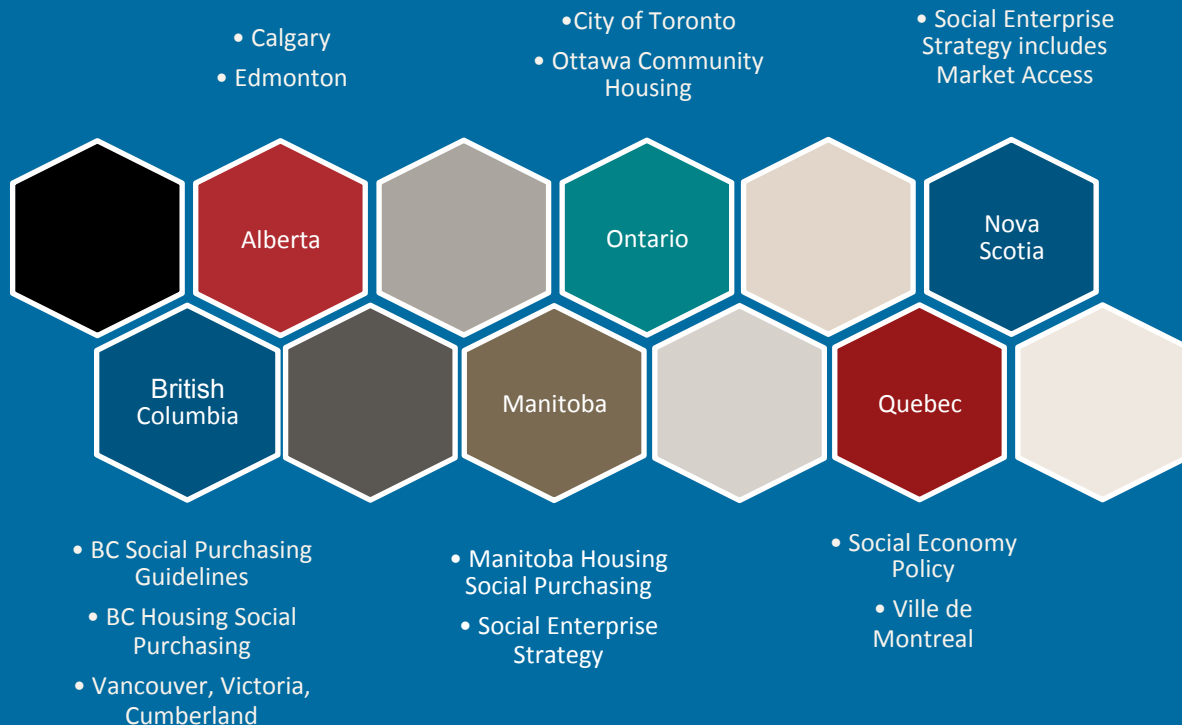 • Calgary
• Edmonton
•City of Toronto
• Ottawa Community
Housing
• Social Enterprise
Strategy includes
Market Access
Alberta
Ontario
Nova
Scotia
British
Columbia
Manitoba
Quebec
• BC Social Purchasing
Guidelines
• BC Housing Social
Purchasing
• Vancouver, Victoria,
Cumberland
• Manitoba Housing
Social Purchasing
• Social Enterprise
Strategy
• Social Economy
Policy
• Ville de
Montreal